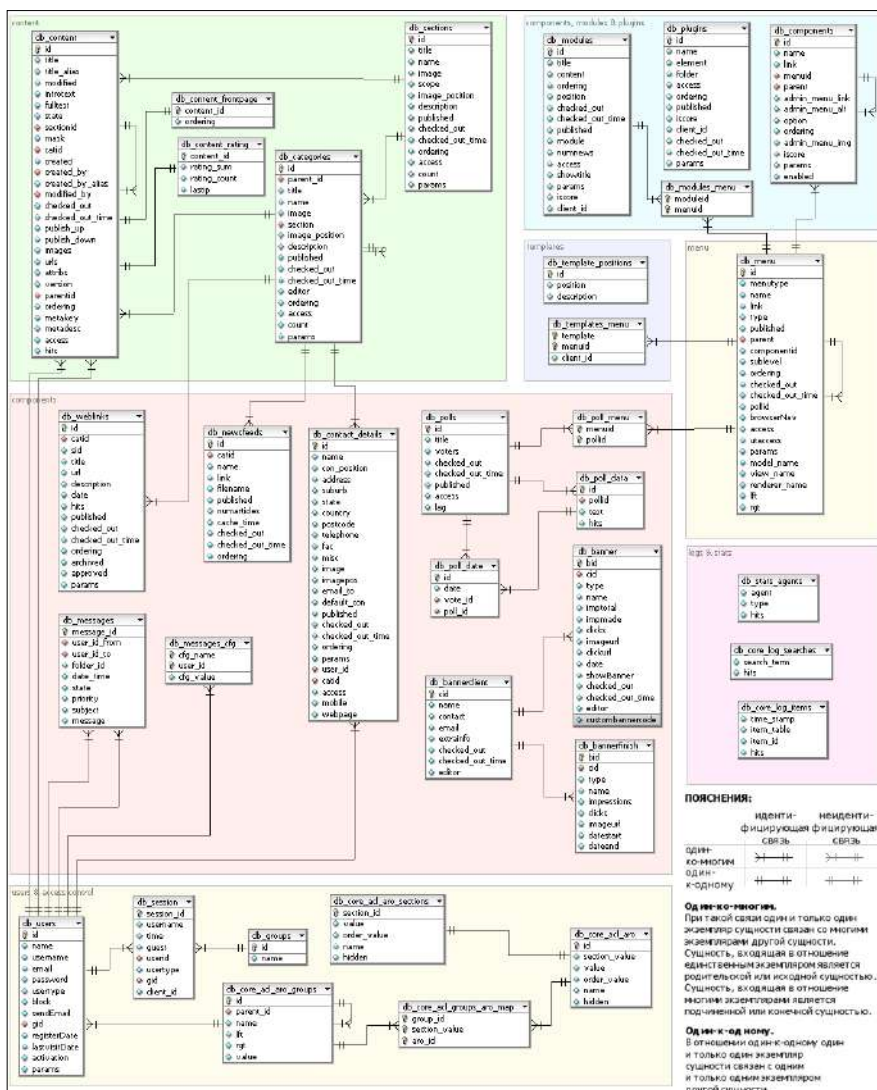 content
db_content
id
title
title_alias
modified
introtext
fulltext
state
sectionid
mask
catid
created
created_by
created_by_alias
modified_by
checked_out
checked_out_time
publish_up
publish_down
images
urls
attribs
version
parentid
ordering
metakey
metadesc
access
hits
db_content_frontpage
content_id
ordering
db_content_rating
content_id
rating_sum
rating_count
lastip
db_categories
id
parent_id
title
name
image
section
image_position
description
published
checked_out
checked_out_time
editor
ordering
access
count
params
db_sections
id
title
name
image
scope
image_position
description
published
checked_out
checked_out_time
ordering
access
count
params
components, modules & plugins
db_modules
id
title
content
ordering
position
checked_out
checked_out_time
published
module
numnews
access
showtitle
params
iscore
client_id
db_plugins
id
name
element
folder
access
ordering
published
iscore
client_id
checked_out
checked_out_time
params
db_components
id
name
link
menuid
parent
admin_menu_link
admin_menu_alt
option
ordering
admin_menu_img
iscore
params
enabled
db_modules_menu
moduleid
menuid
templates
db_template_positions
id
position
description
db_templates_menu
template
menuid
client_id
menu
db_menu
id
menutype
name
link
type
published
parent
componentid
sublevel
ordering
checked_out
checked_out_time
pollid
browserNav
access
utaccess
params
model_name
view_name
renderer_name
lft
rgt
components
db_weblinks
id
catid
sid
title
url
description
date
hits
published
checked_out
checked_out_time
ordering
archived
approved
params
db_newsfeeds
id
catid
name
link
filename
published
numarticles
cache_time
checked_out
checked_out_time
ordering
db_contact_details
id
name
con_position
address
suburb
state
country
postcode
telephone
fax
misc
image
imagepos
email_to
default_con
published
checked_out
checked_out_time
ordering
params
user_id
catid
access
mobile
webpage
db_polls
id
title
voters
checked_out
checked_out_time
published
access
lag
db_poll_menu
menuid
pollid
db_poll_data
id
pollid
text
hits
db_poll_date
id
date
vote_id
poll_id
db_banner
bid
cid
type
name
imptotal
impmade
clicks
imageurl
clickurl
date
showBanner
checked_out
checked_out_time
editor
custombannercode
db_bannerclient
cid
name
contact
email
extrainfo
checked_out
checked_out_time
editor
db_bannerfinish
bid
cid
type
name
impressions
clicks
imageurl
datestart
dateend
db_messages
message_id
user_id_from
user_id_to
folder_id
date_time
state
priority
subject
message
db_messages_cfg
cfg_name
user_id
cfg_value
logs & stats
db_stats_agents
agent
type
hits
db_core_log_searches
search_term
hits
db_core_log_items
time_stamp
item_table
item_id
hits
users & access control
db_users
id
name
username
email
password
usertype
block
sendEmail
gid
registerDate
lastvisitDate
activation
params
db_session
session_id
username
time
guest
userid
usertype
gid
client_id
db_groups
id
name
db_core_acl_aro_sections
section_id
value
order_value
name
hidden
db_core_acl_aro_groups
id
parent_id
name
lft
rgt
value
db_core_acl_groups_aro_map
group_id
section_value
aro_id
db_core_acl_aro
id
section_value
value
order_value
name
hidden
ПОЯСНЕНИЯ:
иденти- неиденти-
фицирующая фицирующая
связь связь
один-
ко-многим
один-
к-одному
Один-ко-многим.
При такой связи один и только один
экземпляр сущности связан со многими
экземплярами другой сущности.
Сущность, входящая в отношение
единственным экземпляром является
родительской или исходной сущностью.
Сущность, входящая в отношение
многими экземплярами является
подчиненной или конечной сущностью.
Один-к-одному.
В отношении один-к-одному один
и только один экземпляр
сущности связан с одним
и только одним экземпляром
другой сущности.